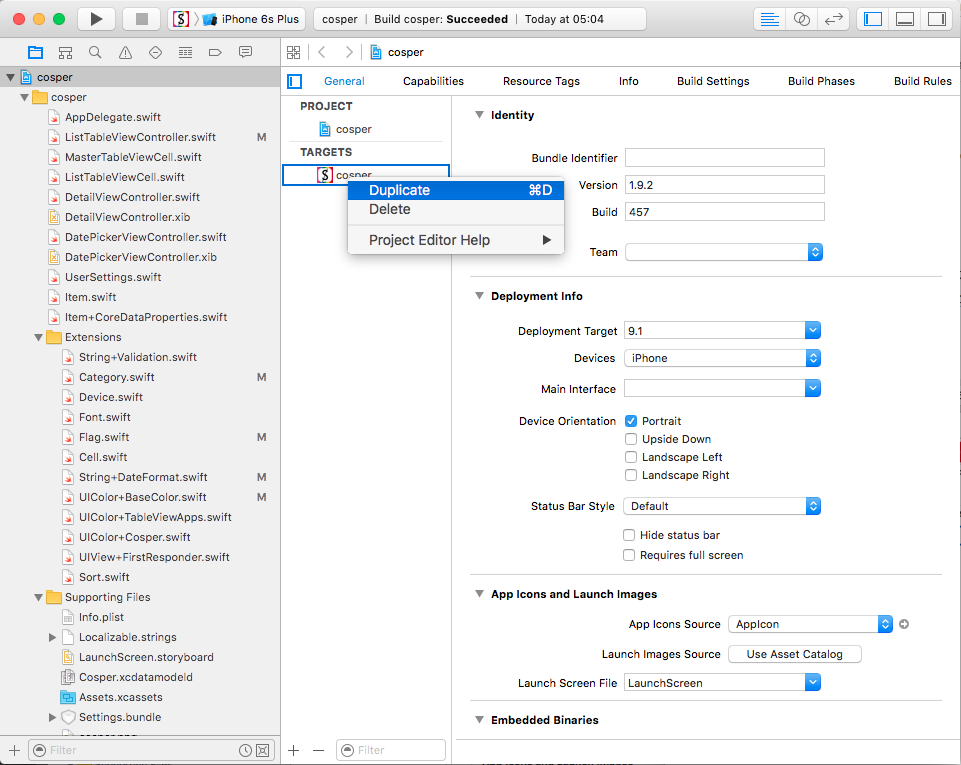 iPhone 6s Plus
cosper | Build cosper: Succeeded | Today at 05:04
cosper
General Capabilities Resource Tags Info Build Settings Build Phases Build Rules
cosper
cosper
AppDelegate.swift
ListTableViewController.swift M
MasterTableViewCell.swift
ListTableViewCell.swift
DetailViewController.swift
DetailViewController.xib
DatePickerViewController.swift
DatePickerViewController.xib
UserSettings.swift
Item.swift
Item+CoreDataProperties.swift
Extensions
String+Validation.swift
Category.swift M
Device.swift
Font.swift
Flag.swift M
Cell.swift
String+DateFormat.swift M
UIColor+BaseColor.swift M
UIColor+TableViewApps.swift
UIColor+Cosper.swift
UIView+FirstResponder.swift
Sort.swift
Supporting Files
Info.plist
Localizable.strings
LaunchScreen.storyboard
Cosper.xcdatamodeld
Assets.xcassets
Settings.bundle
Filter
PROJECT
cosper
TARGETS
cosper
Duplicate ⌘D
Delete
Project Editor Help
Filter
Identity
Bundle Identifier
Version 1.9.2
Build 457
Team
Deployment Info
Deployment Target 9.1
Devices iPhone
Main Interface
Device Orientation Portrait
Upside Down
Landscape Left
Landscape Right
Status Bar Style Default
Hide status bar
Requires full screen
App Icons and Launch Images
App Icons Source AppIcon
Launch Images Source Use Asset Catalog
Launch Screen File LaunchScreen
Embedded Binaries